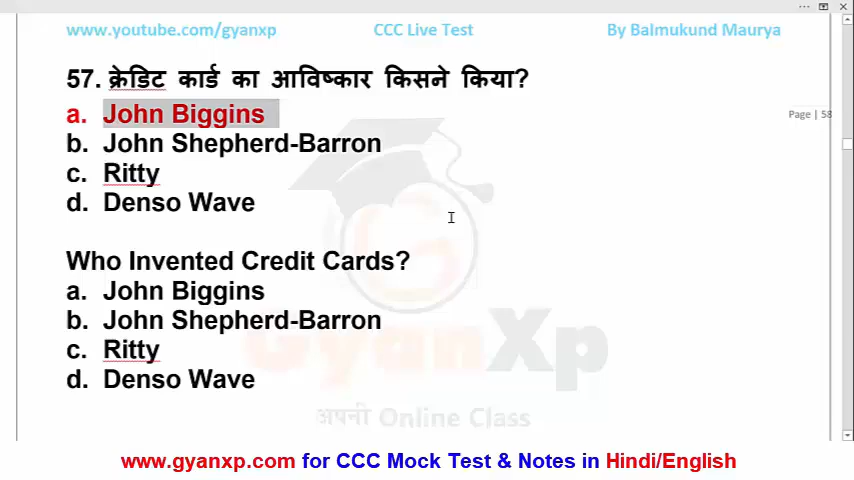 www.youtube.com/gyanxp CCC Live Test By Balmukund Maurya
57. क्रेडिट कार्ड का आविष्कार किसने किया?
a. John Biggins
Page | 58
b. John Shepherd-Barron
c. Ritty
d. Denso Wave
Who Invented Credit Cards?
a. John Biggins
b. John Shepherd-Barron
c. Ritty
d. Denso Wave
GyanXp
अपनी Online Class
www.gyanxp.com for CCC Mock Test & Notes in Hindi/English